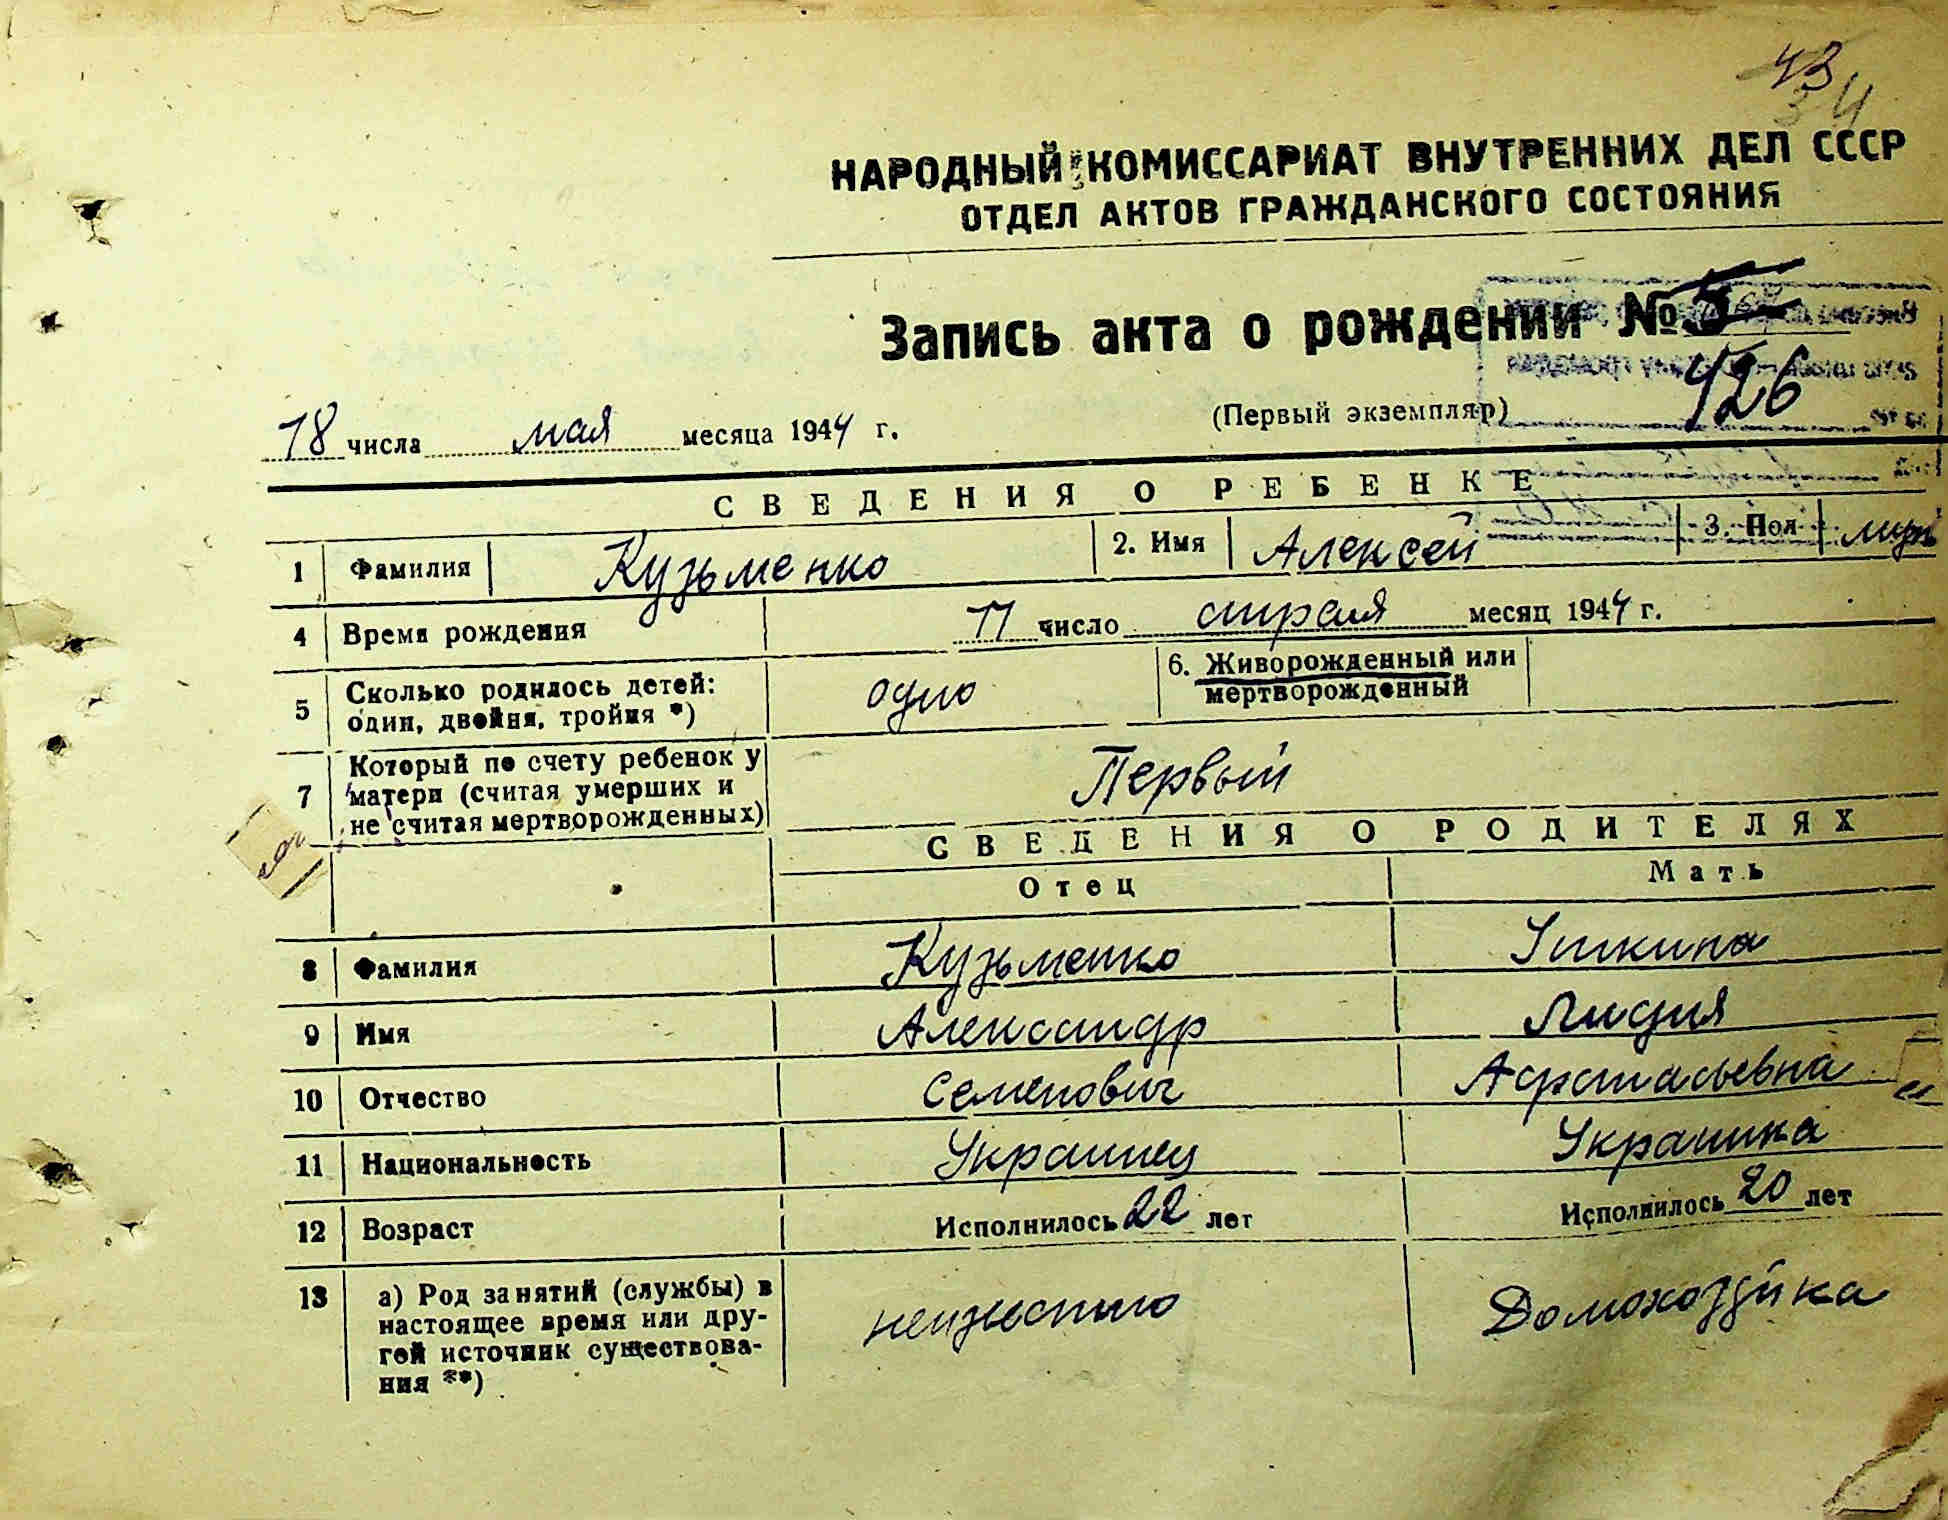 43
34
НАРОДНЫЙ КОМИССАРИАТ ВНУТРЕННИХ ДЕЛ СССР
ОТДЕЛ АКТОВ ГРАЖДАНСКОГО СОСТОЯНИЯ
Запись акта о рождении № 5
426
(Первый экземпляр)
18 числа мая месяца 1944 г.
СВЕДЕНИЯ О РЕБЕНКЕ
1 Фамилия Кузьменко 2. Имя Алексей 3. Пол муж
4 Время рождения 11 число апреля месяц 1944 г.
5 Сколько родилось детей: один, двойня, тройня *) одно 6. Живорожденный или мертворожденный
7 Который по счету ребенок у матери (считая умерших и не считая мертворожденных) Первый
СВЕДЕНИЯ О РОДИТЕЛЯХ
Отец Мать
8 Фамилия Кузьменко Уткина
9 Имя Александр Лидия
10 Отчество Семенович
11 Национальность Украинец Украинка
12 Возраст Исполнилось 22 лет Исполнилось 20 лет
13 а) Род занятий (службы) в настоящее время или другой источник существования **) неизвестно